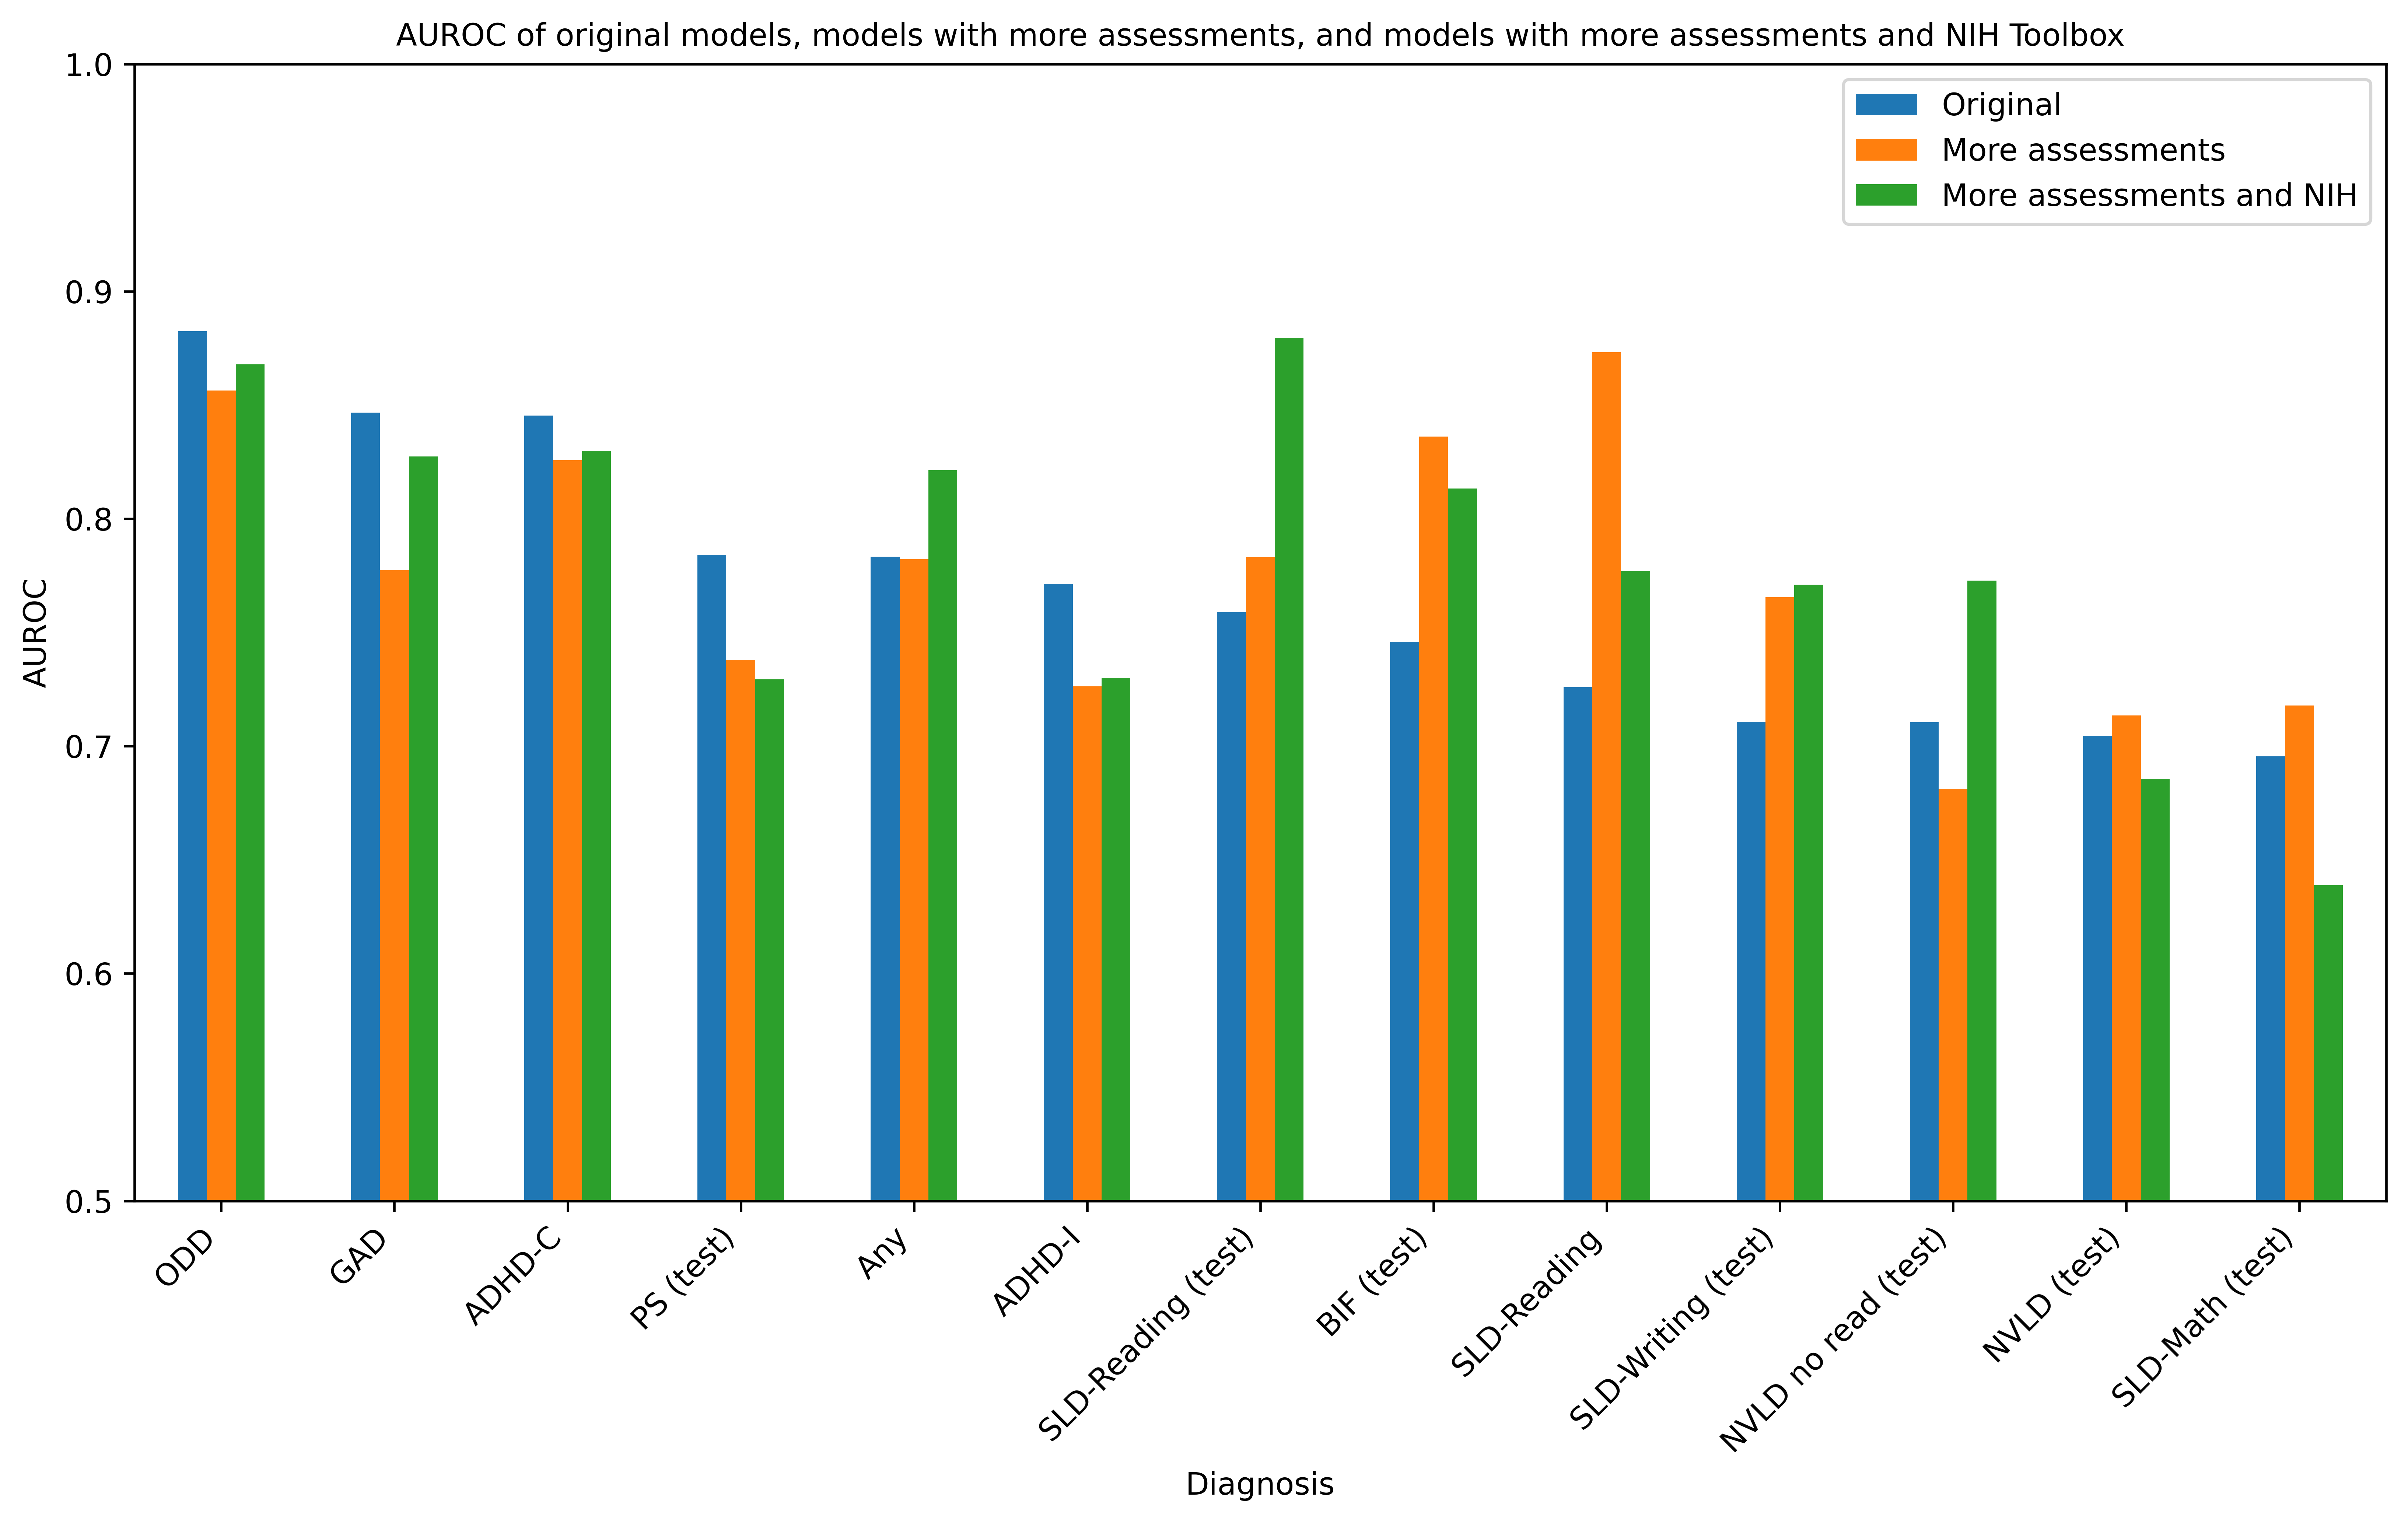 AUROC of original models, models with more assessments, and models with more assessments and NIH Toolbox
1.0
0.9
0.8
0.7
0.6
0.5
AUROC
Original
More assessments
More assessments and NIH
ODD
GAD
ADHD-C
PS (test)
Any
ADHD-I
SLD-Reading (test)
BIF (test)
SLD-Reading
SLD-Writing (test)
NVLD no read (test)
NVLD (test)
SLD-Math (test)
Diagnosis